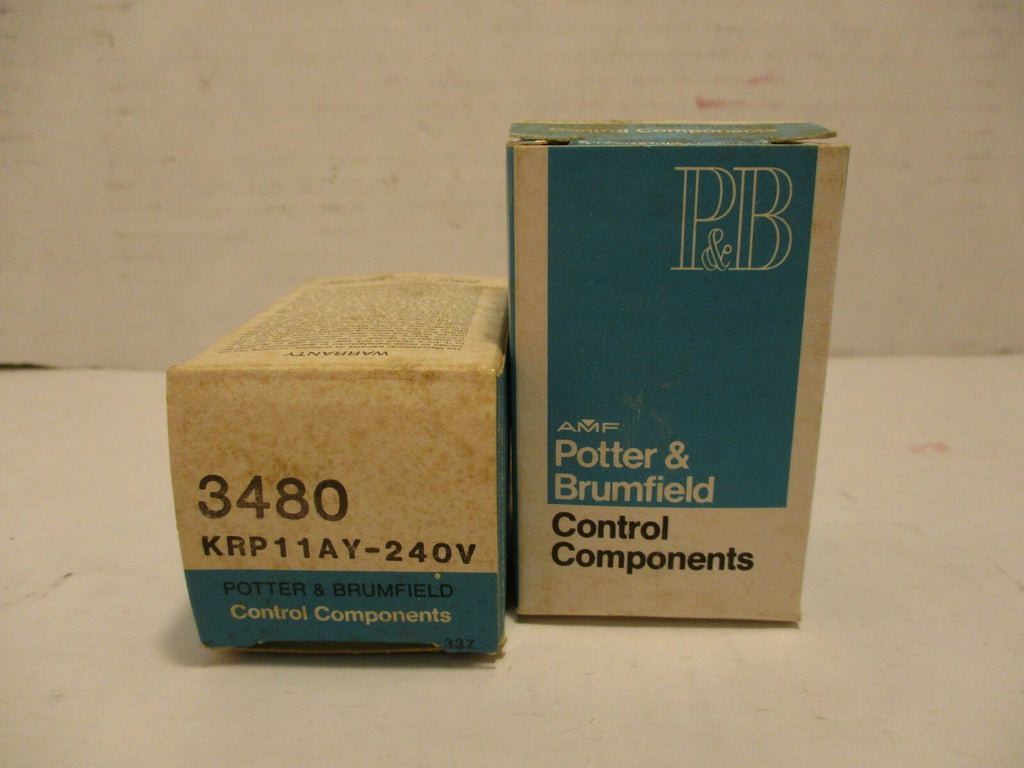 WARRANTY
3480
KRP11AY-240V
POTTER & BRUMFIELD
Control Components
337
Control Components
P&B
AMF
Potter &
Brumfield
Control
Components